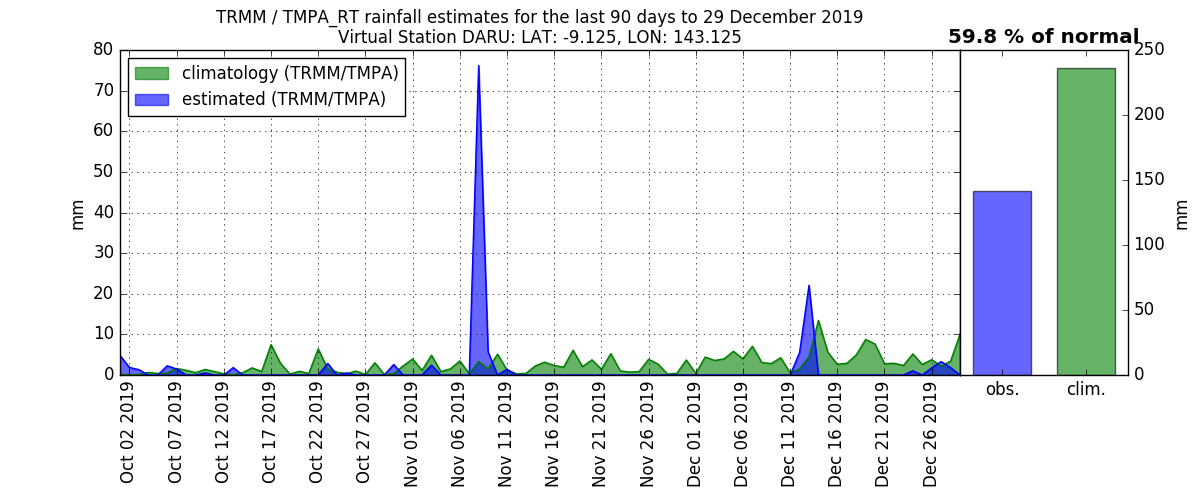 TRMM / TMPA_RT rainfall estimates for the last 90 days to 29 December 2019
Virtual Station DARU: LAT: -9.125, LON: 143.125
59.8 % of normal
climatology (TRMM/TMPA)
estimated (TRMM/TMPA)
80
70
60
50
40
30
20
10
0
mm
Oct 02 2019
Oct 07 2019
Oct 12 2019
Oct 17 2019
Oct 22 2019
Oct 27 2019
Nov 01 2019
Nov 06 2019
Nov 11 2019
Nov 16 2019
Nov 21 2019
Nov 26 2019
Dec 01 2019
Dec 06 2019
Dec 11 2019
Dec 16 2019
Dec 21 2019
Dec 26 2019
obs.
clim.
250
200
150
100
50
0
mm